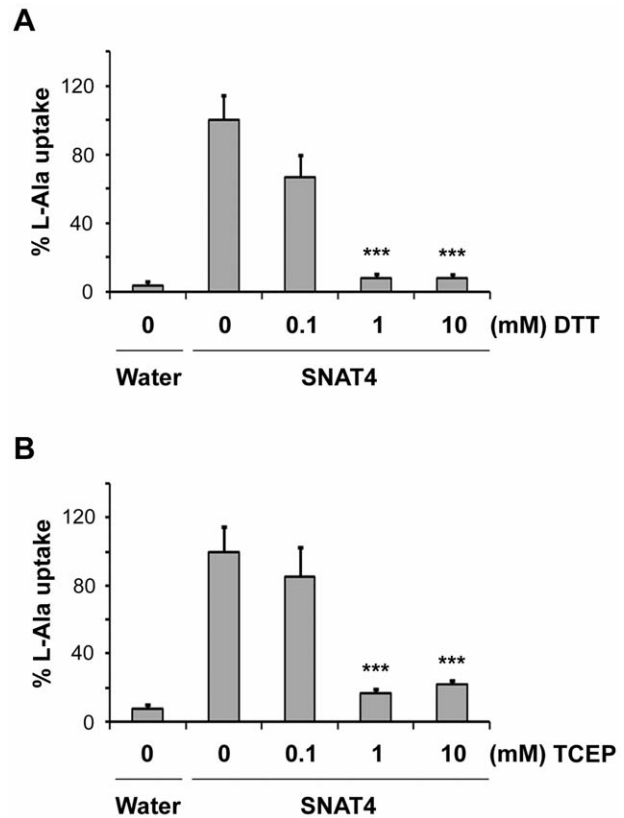 A
% L-Ala uptake
120
80
40
0
*** ***
0 0 0.1 1 10 (mM) DTT
Water SNAT4
B
% L-Ala uptake
120
80
40
0
*** ***
0 0 0.1 1 10 (mM) TCEP
Water SNAT4